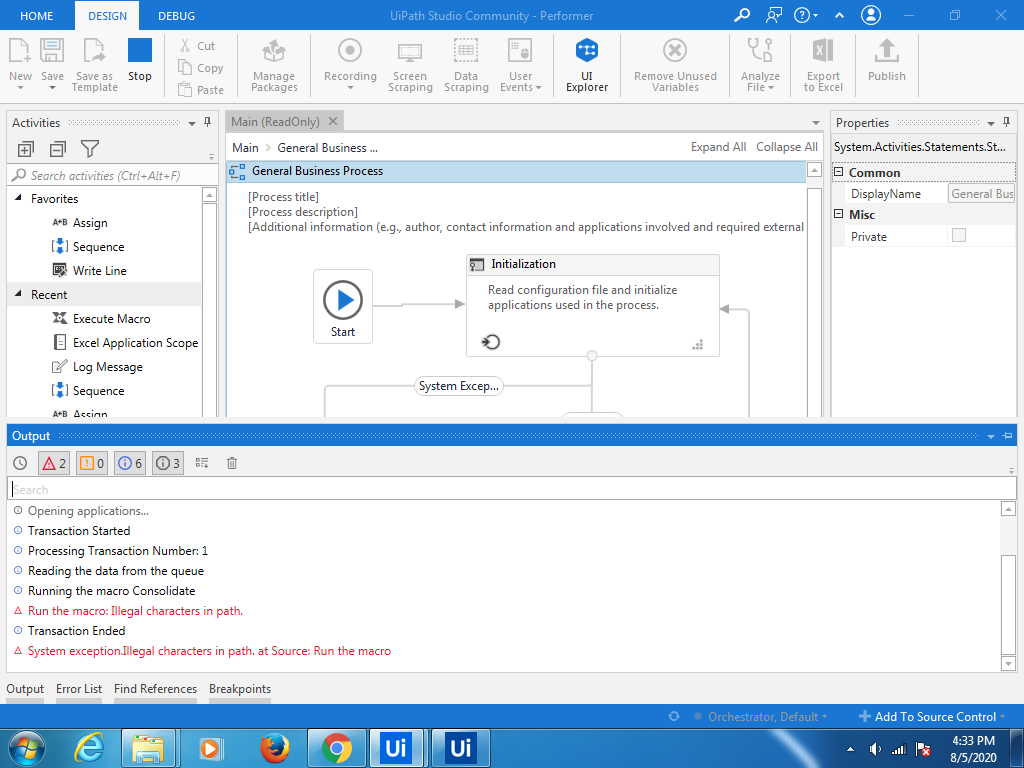 HOME DESIGN DEBUG UiPath Studio Community - Performer
New Save Save as Template Stop Cut Copy Paste Manage Packages Recording Screen Scraping Data Scraping User Events UI Explorer Remove Unused Variables Analyze File Export to Excel Publish
Activities
Search activities (Ctrl+Alt+F)
Favorites
A*B Assign
Sequence
Write Line
Recent
Execute Macro
Excel Application Scope
Log Message
Sequence
A*B Assign
Main (ReadOnly)
Main > General Business ... Expand All Collapse All
General Business Process
[Process title]
[Process description]
[Additional information (e.g., author, contact information and applications involved and required external
Start
Initialization
Read configuration file and initialize
applications used in the process.
System Excep...
Properties
System.Activities.Statements.St...
Common
DisplayName General Bus
Misc
Private
Output
2 0 6 3
Search
Opening applications...
Transaction Started
Processing Transaction Number: 1
Reading the data from the queue
Running the macro Consolidate
Run the macro: Illegal characters in path.
Transaction Ended
System exception.Illegal characters in path. at Source: Run the macro
Output Error List Find References Breakpoints
Orchestrator, Default Add To Source Control
Ui Ui
4:33 PM
8/5/2020